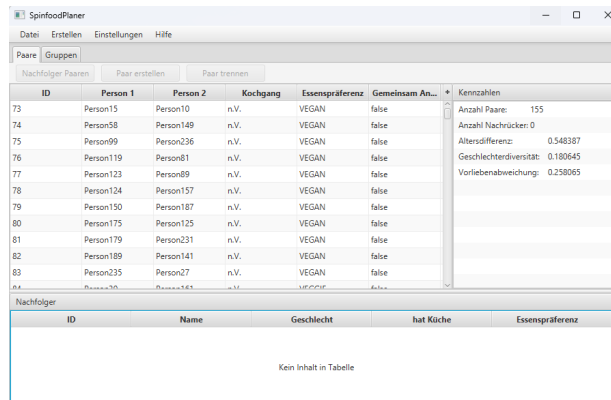 SpinfoodPlaner
Datei Erstellen Einstellungen Hilfe
Paare Gruppen
Nachfolger Paaren Paar erstellen Paar trennen
ID Person 1 Person 2 Kochgang Essenspräferenz Gemeinsam An... + Kennzahlen
73 Person15 Person10 n.V. VEGAN false Anzahl Paare: 155
74 Person58 Person149 n.V. VEGAN false Anzahl Nachrücker: 0
75 Person99 Person236 n.V. VEGAN false Altersdifferenz: 0.548387
76 Person119 Person81 n.V. VEGAN false Geschlechterdiversität: 0.180645
77 Person123 Person89 n.V. VEGAN false Vorliebenabweichung: 0.258065
78 Person124 Person157 n.V. VEGAN false
79 Person150 Person187 n.V. VEGAN false
80 Person175 Person125 n.V. VEGAN false
81 Person179 Person231 n.V. VEGAN false
82 Person189 Person141 n.V. VEGAN false
83 Person235 Person27 n.V. VEGAN false
Nachfolger
ID Name Geschlecht hat Küche Essenspräferenz
Kein Inhalt in Tabelle